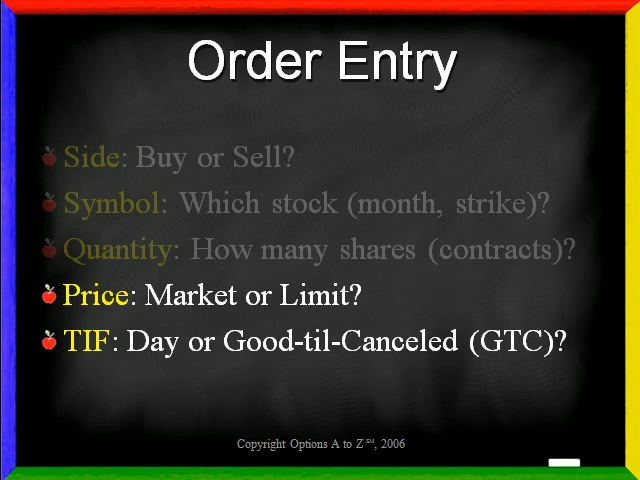 Order Entry
Side: Buy or Sell?
Symbol: Which stock (month, strike)?
Quantity: How many shares (contracts)?
Price: Market or Limit?
TIF: Day or Good-til-Canceled (GTC)?
Copyright Options A to Z ℠, 2006